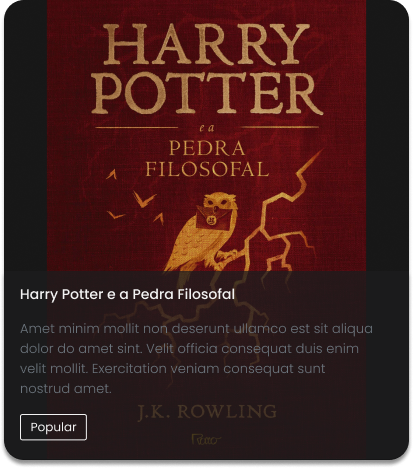 HARRY
POTTER
e a
PEDRA
FILOSOFAL
Harry Potter e a Pedra Filosofal
Amet minim mollit non deserunt ullamco est sit aliqua
dolor do amet sint. Velit officia consequat duis enim
velit mollit. Exercitation veniam consequat sunt
nostrud amet.
J.K. ROWLING
Popular